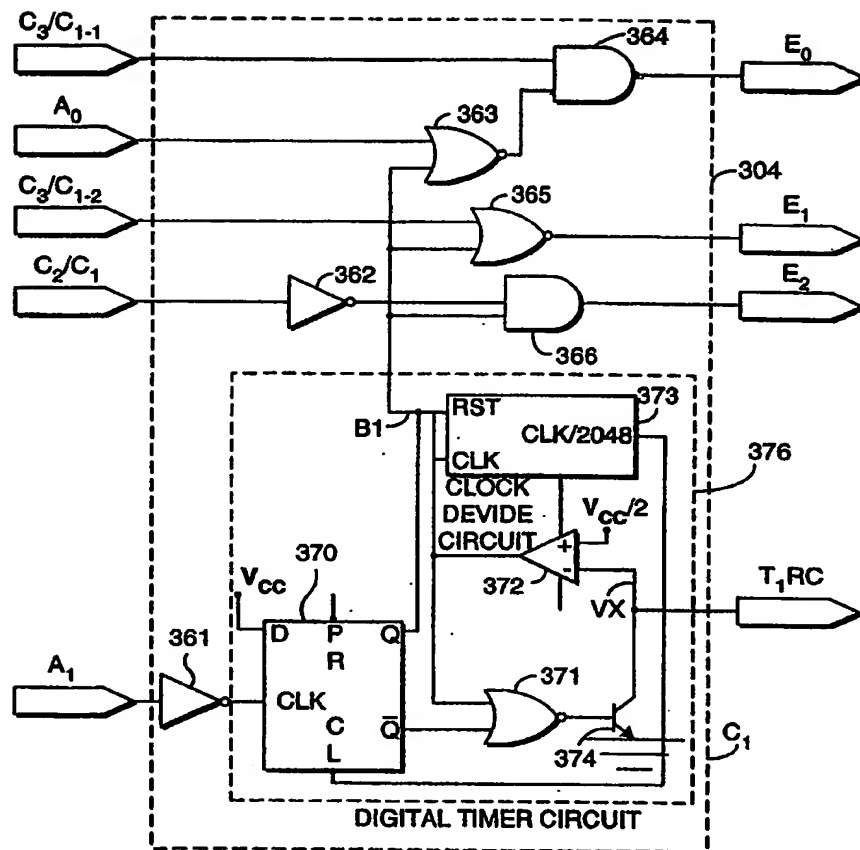 C3/C1-1
364
E0
A0
363
304
C3/C1-2
365
E1
C2/C1
362
E2
366
B1
RST
373
CLK/2048
CLK
376
CLOCK
DEVIDE
CIRCUIT
VCC/2
+
-
372
VCC
370
VX
T1RC
D
P
R
Q
361
A1
CLK
371
C
L
Q̅
374
C1
DIGITAL TIMER CIRCUIT